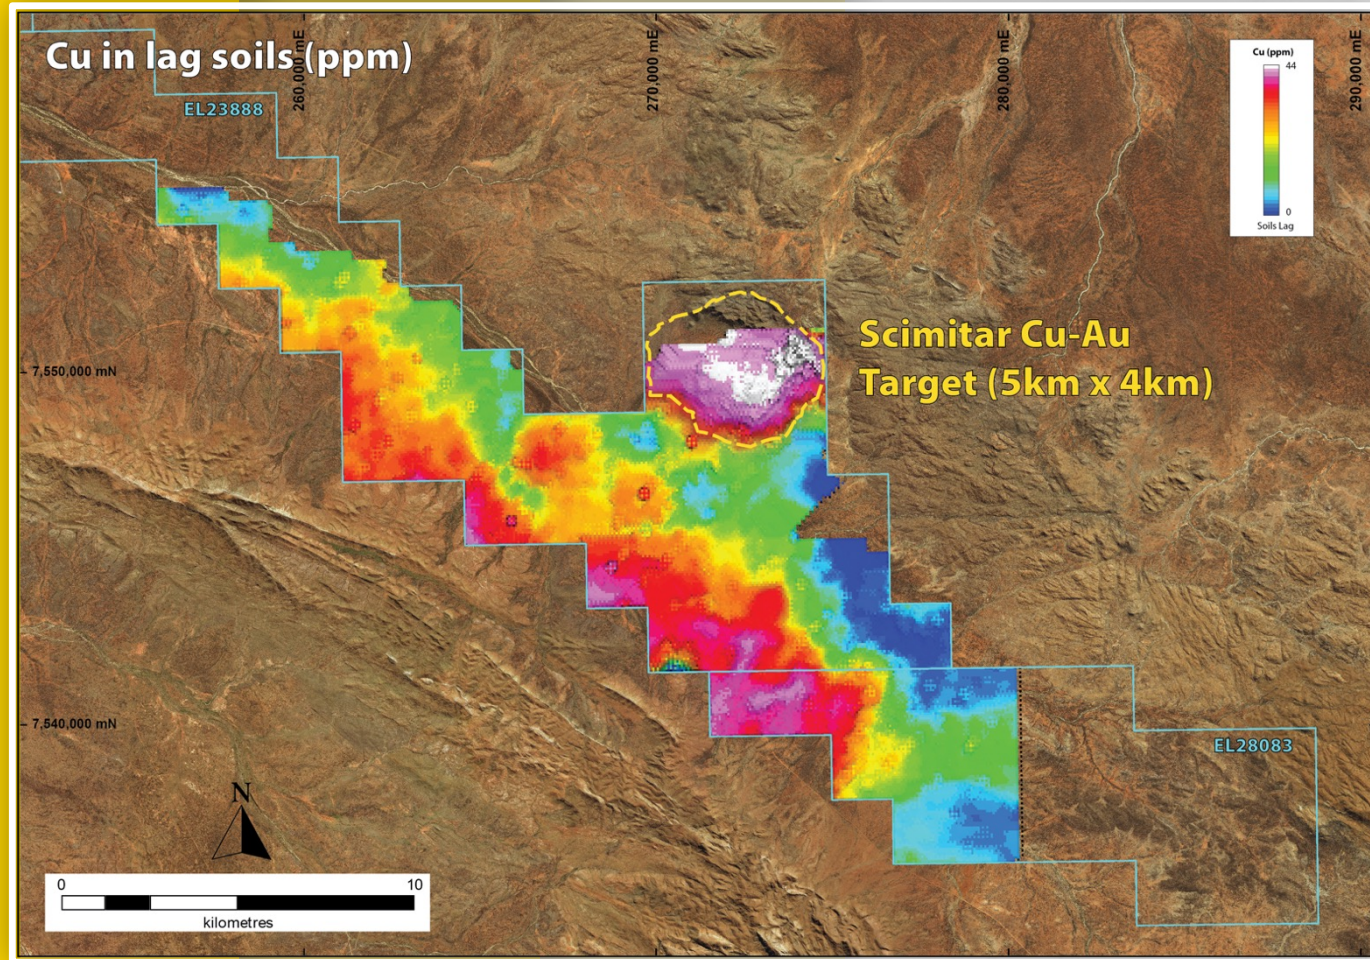 Cu in lag soils (ppm)
260,000 mE
270,000 mE
280,000 mE
290,000 mE
EL23888
Cu (ppm)
44
0
Soils Lag
Scimitar Cu-Au
Target (5km x 4km)
7,550,000 mN
7,540,000 mN
EL28083
N
0
10
kilometres